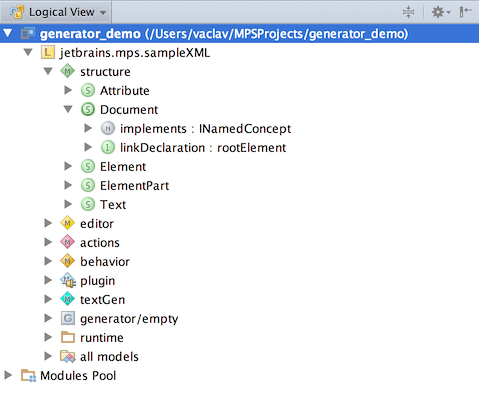 Logical View
generator_demo (/Users/vaclav/MPSProjects/generator_demo)
L jetbrains.mps.sampleXML
M structure
S Attribute
S Document
N implements : INamedConcept
l linkDeclaration : rootElement
S Element
S ElementPart
S Text
M editor
M actions
M behavior
plugin
M textGen
G generator/empty
runtime
all models
Modules Pool